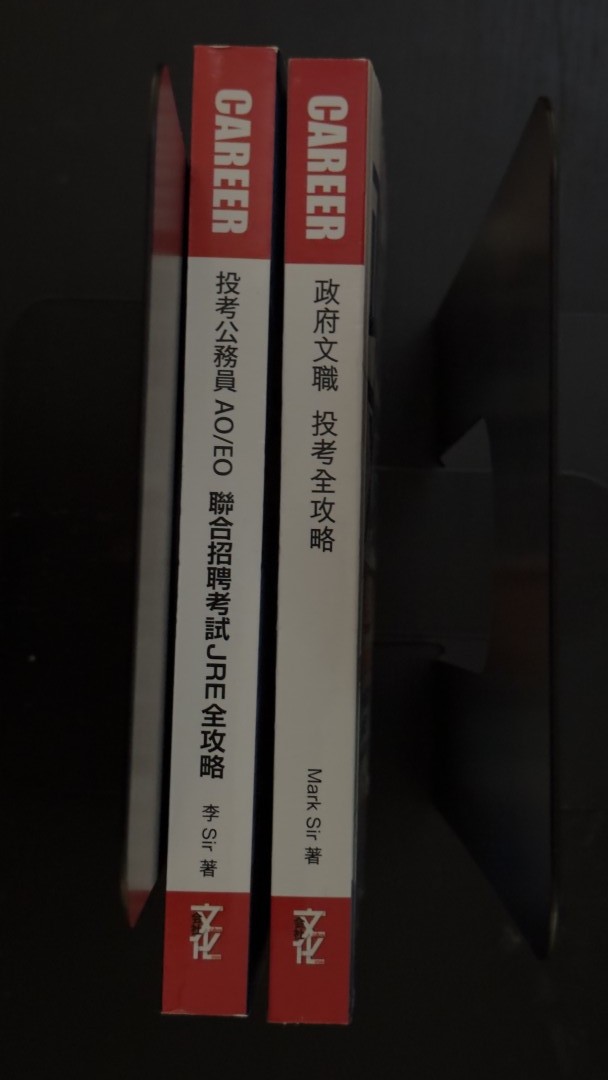 CAREER
投考公務員 AO/EO 聯合招聘考試JRE全攻略
李 Sir 著
CAREER
政府文職 投考全攻略
Mark Sir 著